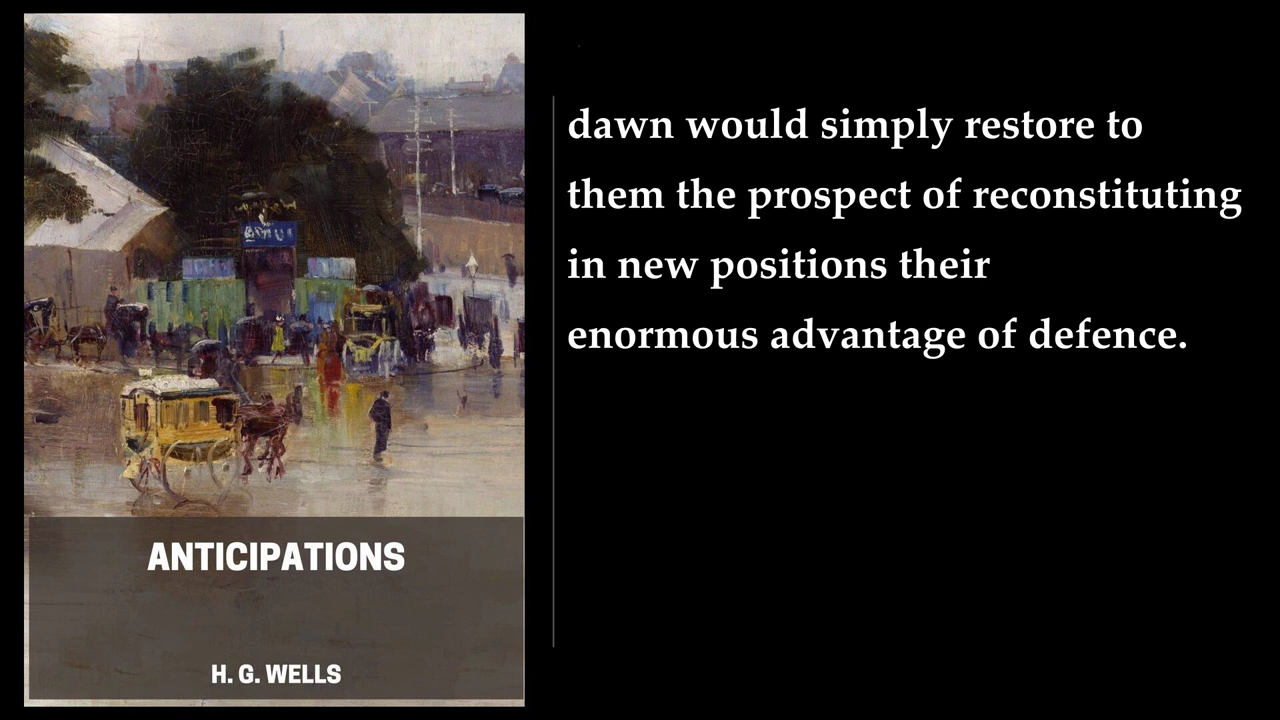 ANTICIPATIONS
H. G. WELLS
dawn would simply restore to
them the prospect of reconstituting
in new positions their
enormous advantage of defence.